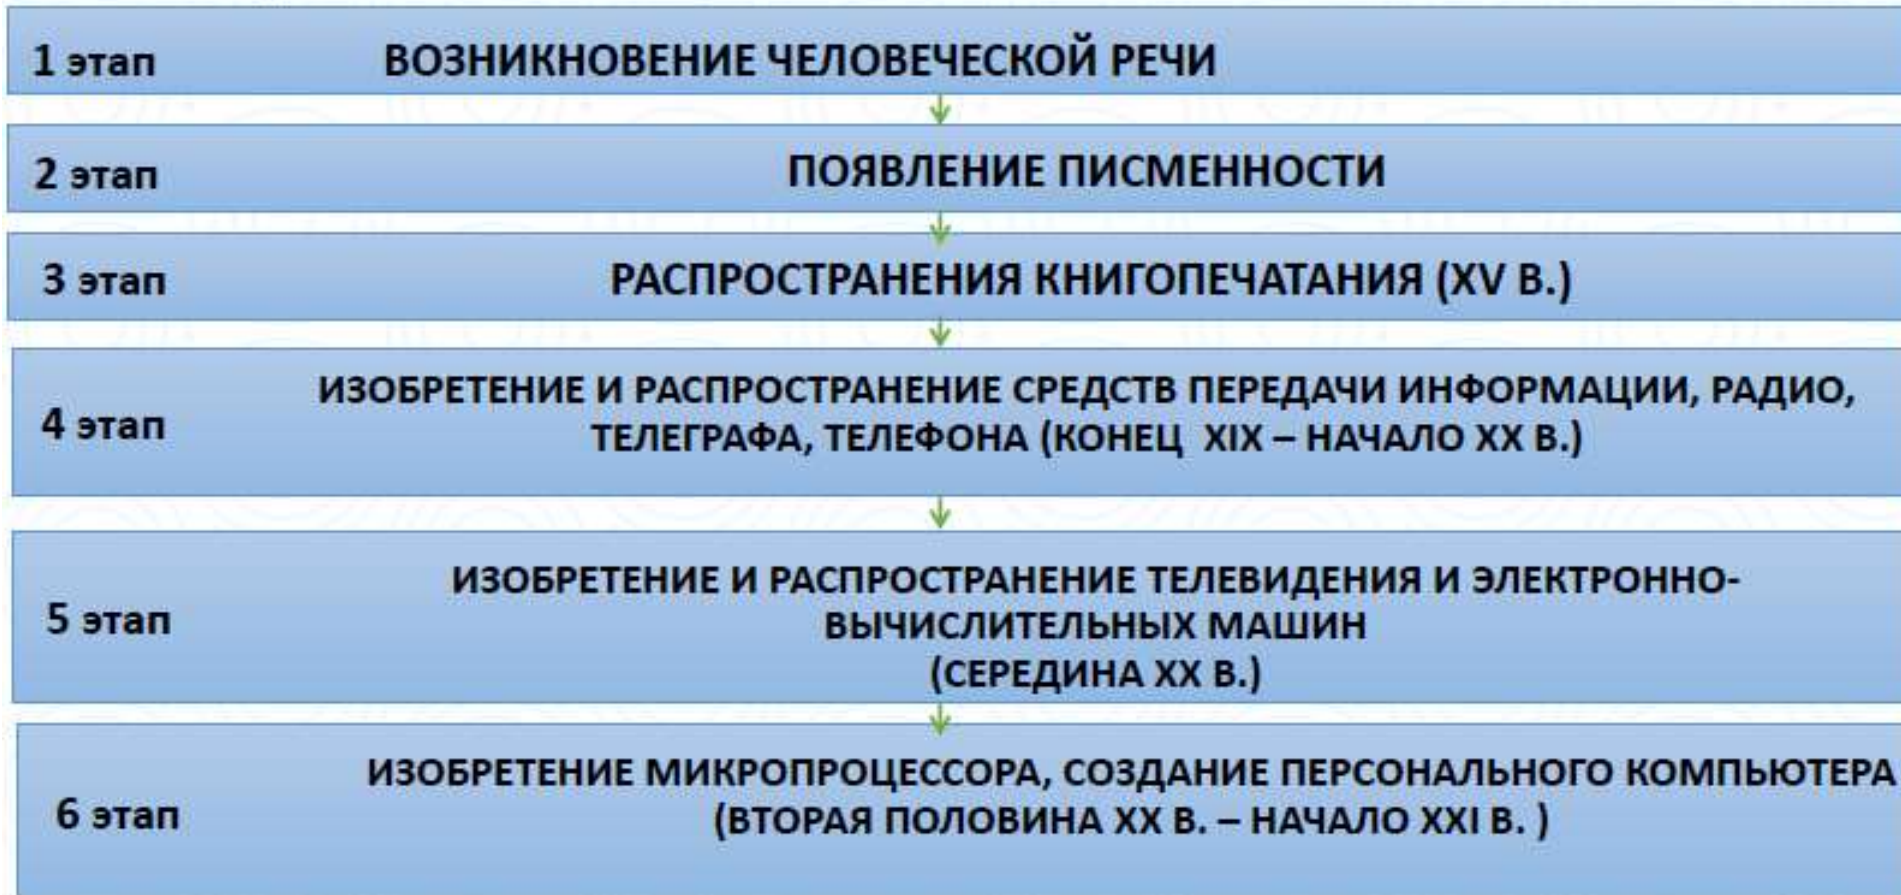 1 этап ВОЗНИКНОВЕНИЕ ЧЕЛОВЕЧЕСКОЙ РЕЧИ
2 этап ПОЯВЛЕНИЕ ПИСМЕННОСТИ
3 этап РАСПРОСТРАНЕНИЯ КНИГОПЕЧАТАНИЯ (XV В.)
4 этап ИЗОБРЕТЕНИЕ И РАСПРОСТРАНЕНИЕ СРЕДСТВ ПЕРЕДАЧИ ИНФОРМАЦИИ, РАДИО,
ТЕЛЕГРАФА, ТЕЛЕФОНА (КОНЕЦ XIX – НАЧАЛО XX В.)
5 этап ИЗОБРЕТЕНИЕ И РАСПРОСТРАНЕНИЕ ТЕЛЕВИДЕНИЯ И ЭЛЕКТРОННО-
ВЫЧИСЛИТЕЛЬНЫХ МАШИН
(СЕРЕДИНА XX В.)
6 этап ИЗОБРЕТЕНИЕ МИКРОПРОЦЕССОРА, СОЗДАНИЕ ПЕРСОНАЛЬНОГО КОМПЬЮТЕРА
(ВТОРАЯ ПОЛОВИНА XX В. – НАЧАЛО XXI В. )